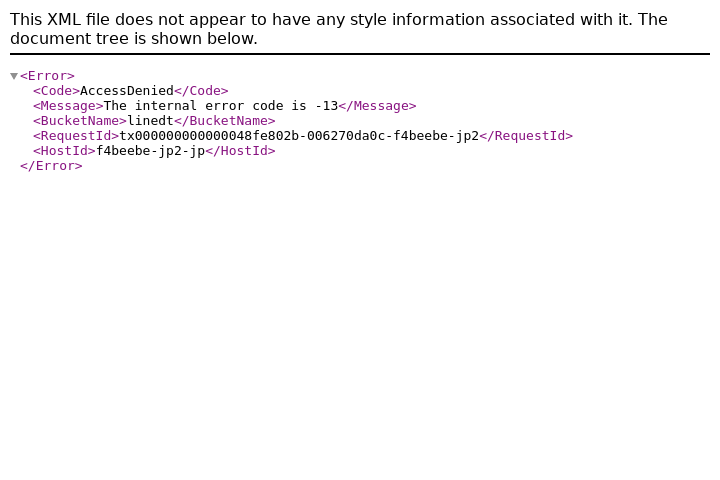 This XML file does not appear to have any style information associated with it. The
document tree is shown below.
<Error>
<Code>AccessDenied</Code>
<Message>The internal error code is -13</Message>
<BucketName>linedt</BucketName>
<RequestId>tx000000000000048fe802b-006270da0c-f4beebe-jp2</RequestId>
<HostId>f4beebe-jp2-jp</HostId>
</Error>